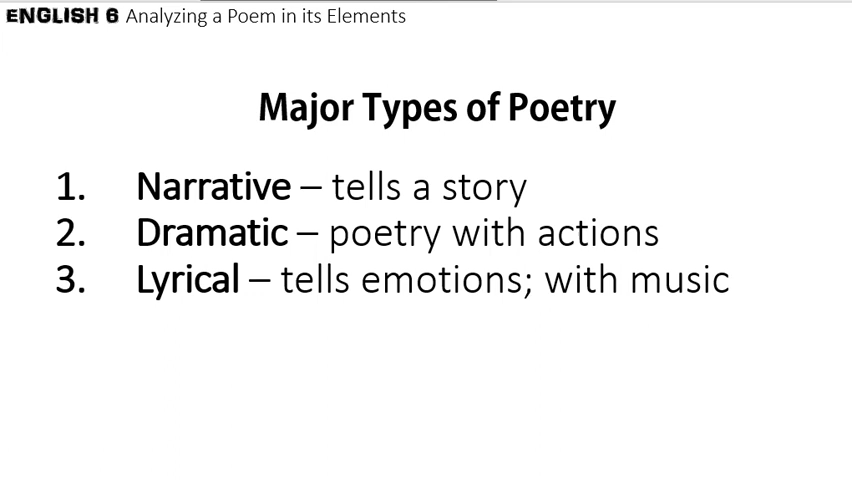 ENGLISH 6 Analyzing a Poem in its Elements
Major Types of Poetry
1. Narrative – tells a story
2. Dramatic – poetry with actions
3. Lyrical – tells emotions; with music